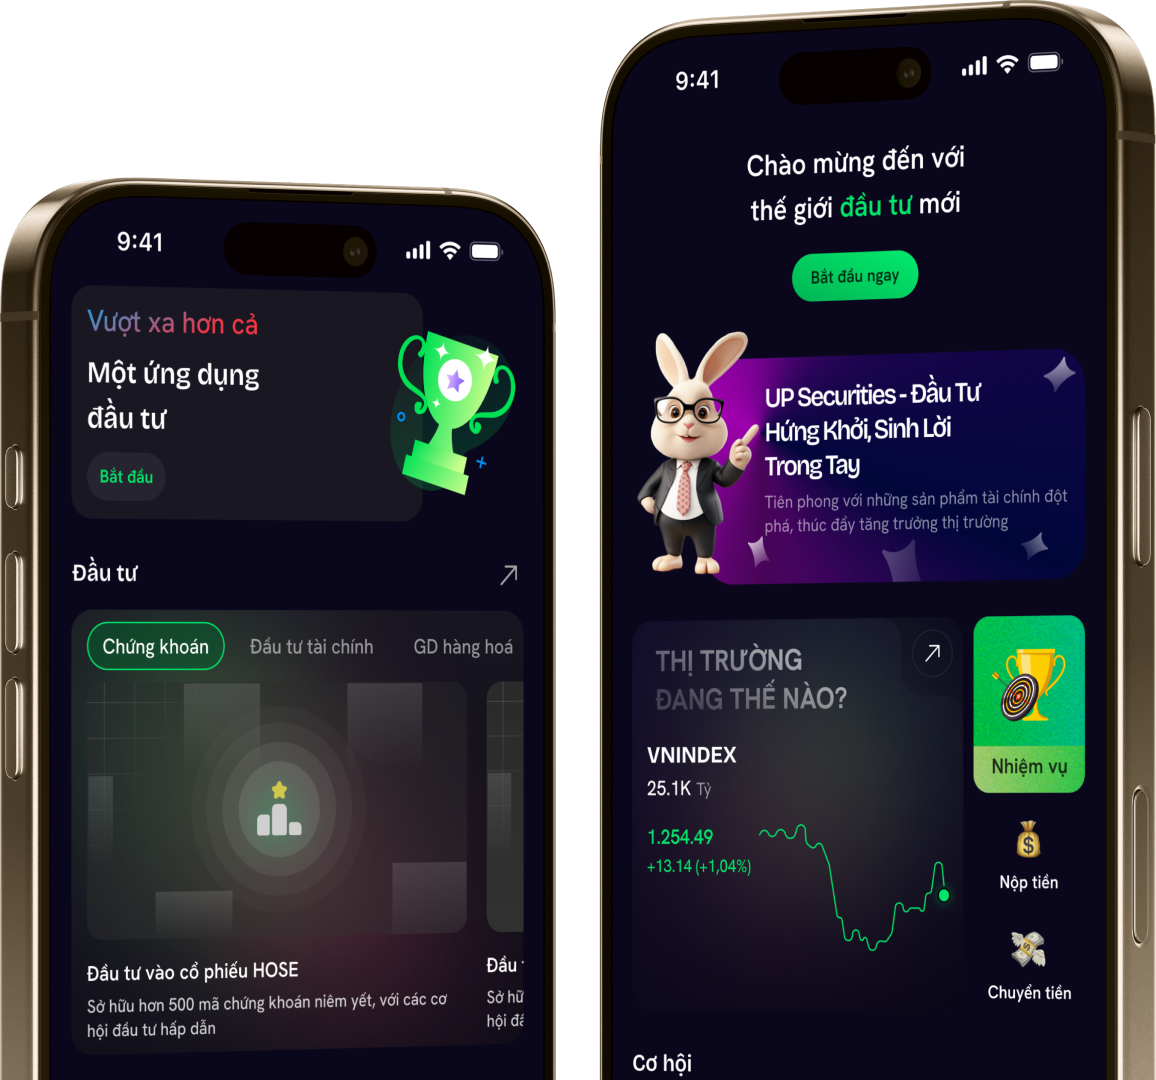 9:41
Vượt xa hơn cả
Một ứng dụng
đầu tư
Bắt đầu
Đầu tư
Chứng khoán
Đầu tư tài chính
GD hàng hoá
Đầu tư vào cổ phiếu HOSE
Sở hữu hơn 500 mã chứng khoán niêm yết, với các cơ
hội đầu tư hấp dẫn
Đầu
Sở hữ
hội đầ
9:41
Chào mừng đến với
thế giới đầu tư mới
Bắt đầu ngay
UP Securities - Đầu Tư
Hứng Khởi, Sinh Lời
Trong Tay
Tiên phong với những sản phẩm tài chính đột
phá, thúc đẩy tăng trưởng thị trường
THỊ TRƯỜNG
ĐANG THẾ NÀO?
VNINDEX
25.1K Tỷ
1.254.49
+13.14 (+1,04%)
Nhiệm vụ
$
Nộp tiền
Chuyển tiền
Cơ hội